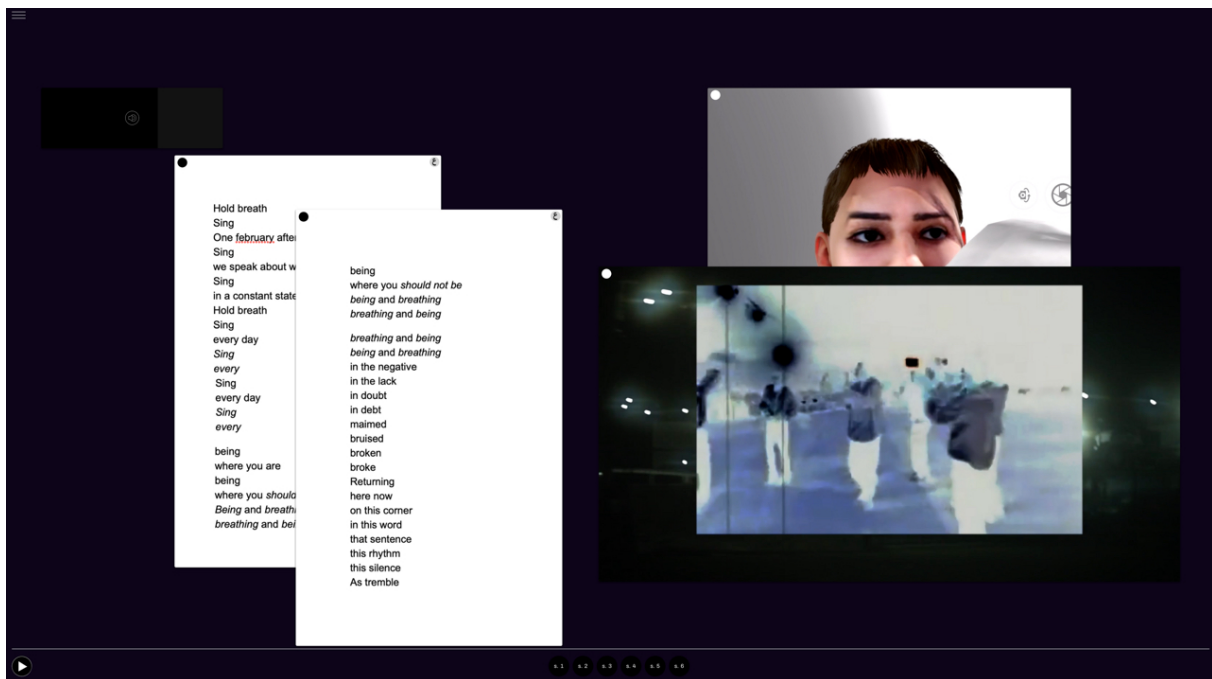 Hold breath
Sing
One february after
Sing
we speak about w
Sing
in a constant state
Hold breath
Sing
every day
Sing
every
Sing
every day
Sing
every
being
where you are
being
where you should
Being and breath
breathing and bei
being
where you should not be
being and breathing
breathing and being
breathing and being
being and breathing
in the negative
in the lack
in doubt
in debt
maimed
bruised
broken
broke
Returning
here now
on this corner
in this word
that sentence
this rhythm
this silence
As tremble
s. 1 s. 2 s. 3 s. 4 s. 5 s. 6